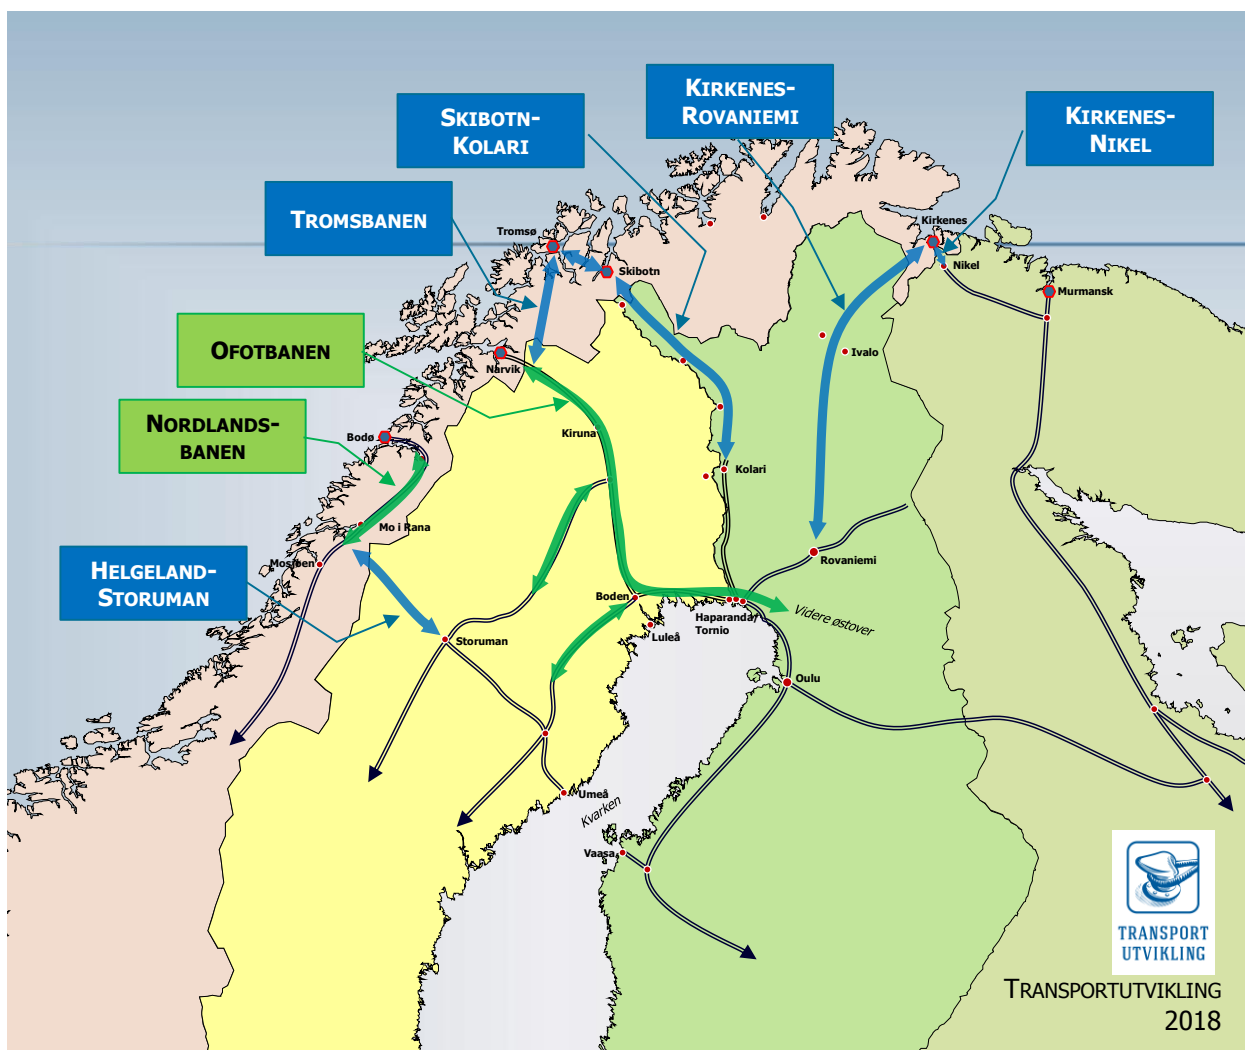 KIRKENES-
ROVANIEMI
SKIBOTN-
KOLARI
KIRKENES-
NIKEL
TROMSBANEN
Tromsø
Kirkenes
Skibotn
Nikel
Murmansk
OFOTBANEN
Narvik
Ivalo
NORDLANDS-
BANEN
Bodø
Kiruna
Kolari
Mo i Rana
Mosjøen
Rovaniemi
HELGELAND-
STORUMAN
Boden
Haparanda/
Tornio
Videre østover
Luleå
Storuman
Oulu
Umeå
Kvarken
Vaasa
TRANSPORT
UTVIKLING
TRANSPORTUTVIKLING
2018